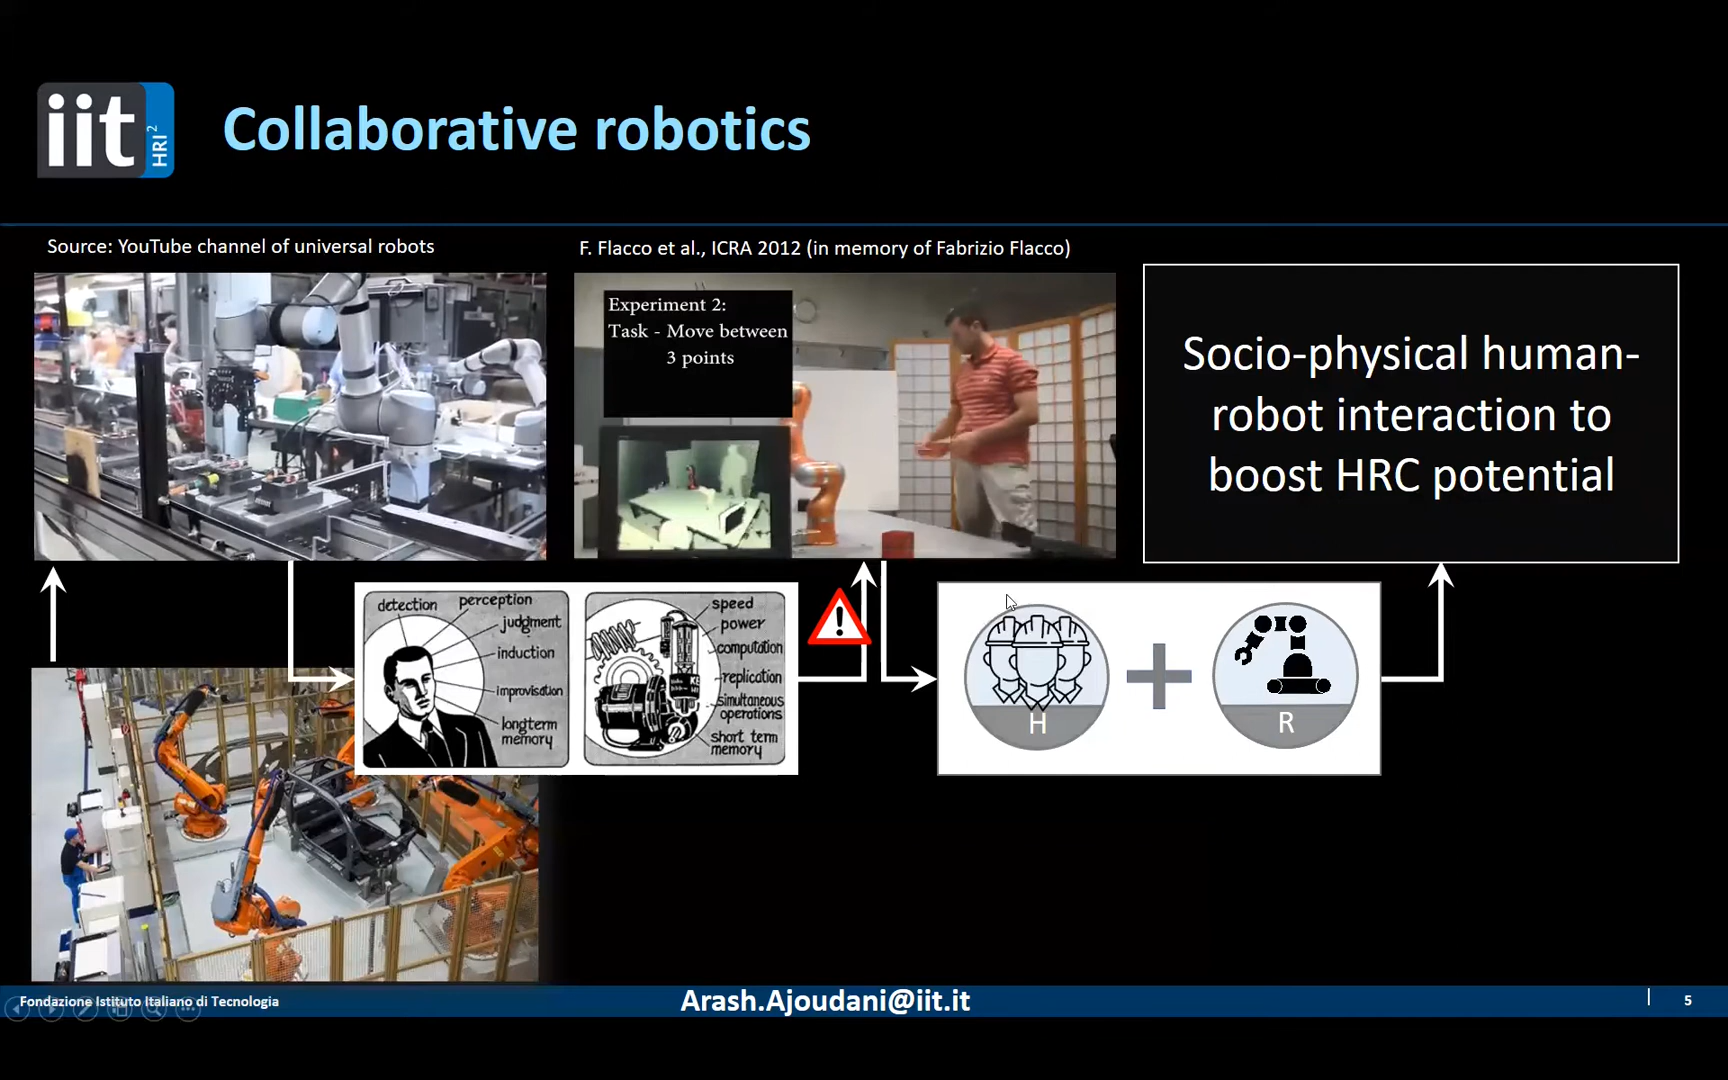 iit
HRI²
Collaborative robotics
Source: YouTube channel of universal robots
F. Flacco et al., ICRA 2012 (in memory of Fabrizio Flacco)
Experiment 2:
Task - Move between
3 points
Socio-physical human-
robot interaction to
boost HRC potential
detection
perception
judgment
induction
improvisation
longterm
memory
speed
power
computation
replication
simultaneous
operations
short term
memory
H
R
Fondazione Istituto Italiano di Tecnologia
Arash.Ajoudani@iit.it
5